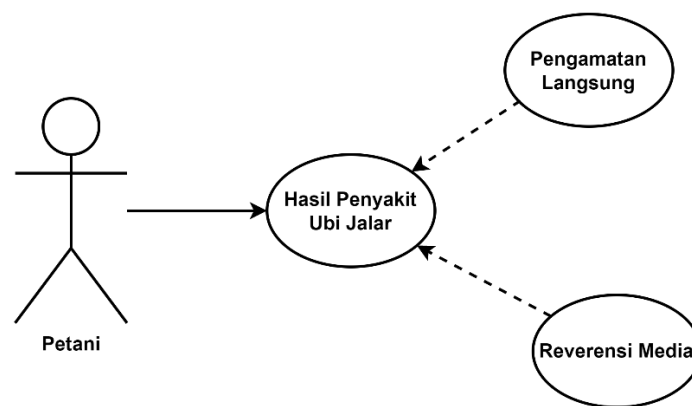 Pengamatan
Langsung
Hasil Penyakit
Ubi Jalar
Petani
Reverensi Media